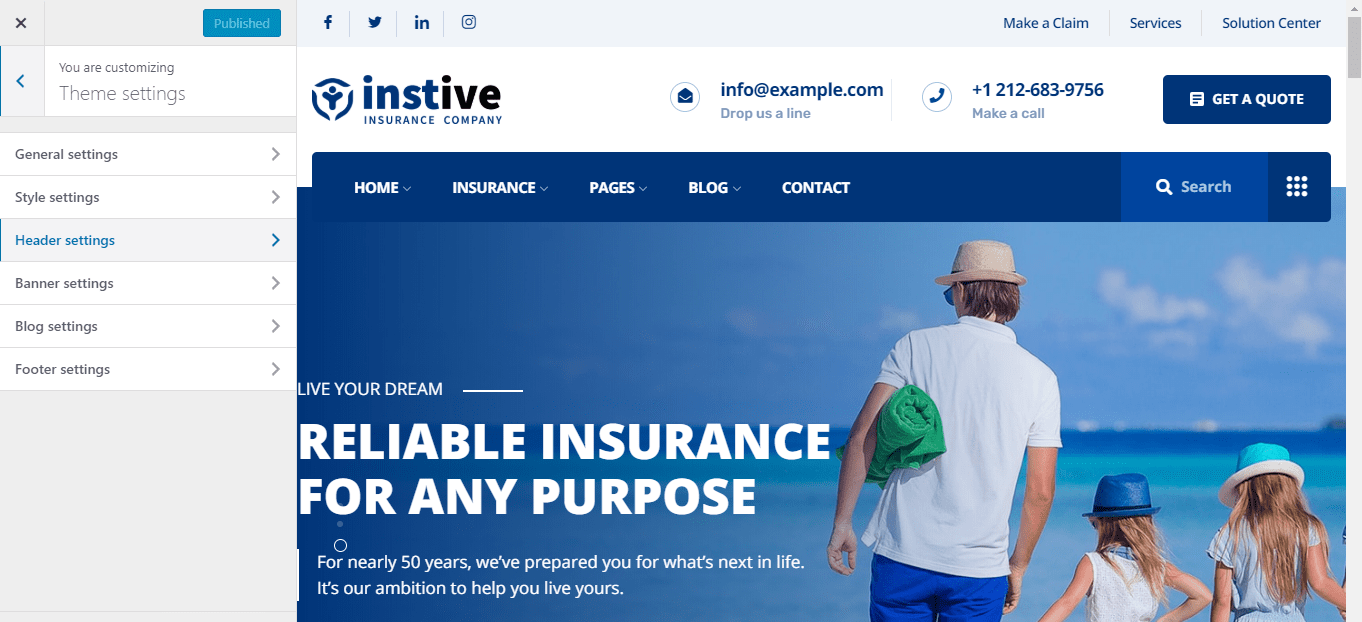 Published
You are customizing
Theme settings
General settings
Style settings
Header settings
Banner settings
Blog settings
Footer settings
Make a Claim
Services
Solution Center
instive
INSURANCE COMPANY
info@example.com
Drop us a line
+1 212-683-9756
Make a call
GET A QUOTE
HOME
INSURANCE
PAGES
BLOG
CONTACT
Search
LIVE YOUR DREAM
RELIABLE INSURANCE
FOR ANY PURPOSE
For nearly 50 years, we’ve prepared you for what’s next in life.
It’s our ambition to help you live yours.